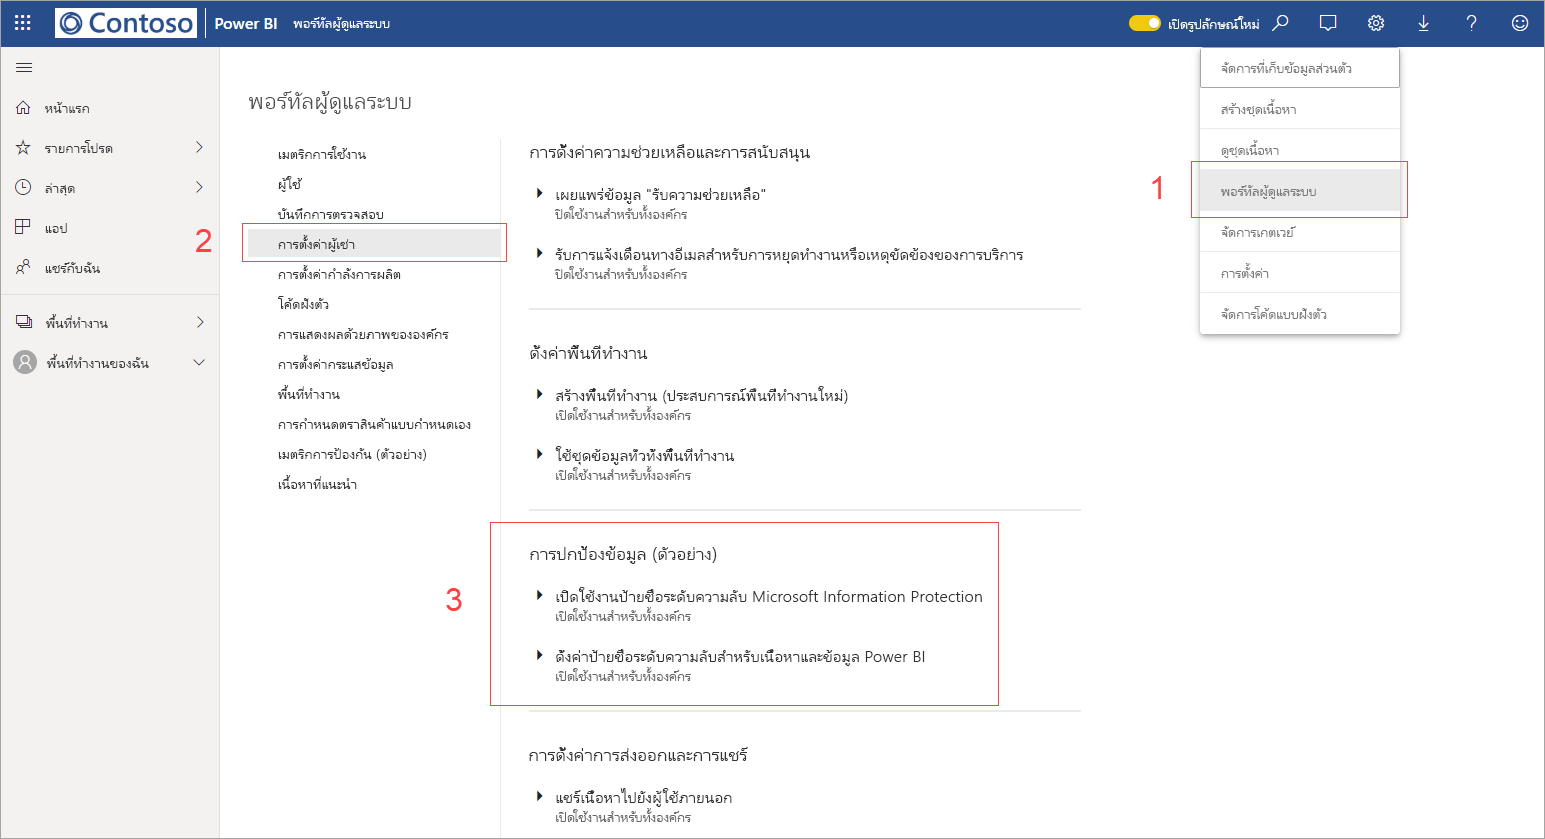 Contoso
Power BI
พอร์ทัลผู้ดูแลระบบ
เปิดรูปลักษณ์ใหม่
หน้าแรก
รายการโปรด
ล่าสุด
แอป
แชร์กับฉัน
พื้นที่ทำงาน
พื้นที่ทำงานของฉัน
พอร์ทัลผู้ดูแลระบบ
เมตริกการใช้งาน
ผู้ใช้
บันทึกการตรวจสอบ
2
การตั้งค่าผู้เช่า
การตั้งค่ากำลังการผลิต
โค้ดฝังตัว
การแสดงผลด้วยภาพขององค์กร
การตั้งค่ากระแสข้อมูล
พื้นที่ทำงาน
การกำหนดตราสินค้าแบบกำหนดเอง
เมตริกการป้องกัน (ตัวอย่าง)
เนื้อหาที่แนะนำ
การตั้งค่าความช่วยเหลือและการสนับสนุน
เผยแพร่ข้อมูล "รับความช่วยเหลือ"
ปิดใช้งานสำหรับทั้งองค์กร
รับการแจ้งเตือนทางอีเมลสำหรับการหยุดทำงานหรือเหตุขัดข้องของการบริการ
ปิดใช้งานสำหรับทั้งองค์กร
ตั้งค่าพื้นที่ทำงาน
สร้างพื้นที่ทำงาน (ประสบการณ์พื้นที่ทำงานใหม่)
เปิดใช้งานสำหรับทั้งองค์กร
ใช้ชุดข้อมูลทั่วทั้งพื้นที่ทำงาน
เปิดใช้งานสำหรับทั้งองค์กร
3
การปกป้องข้อมูล (ตัวอย่าง)
เปิดใช้งานป้ายชื่อระดับความลับ Microsoft Information Protection
เปิดใช้งานสำหรับทั้งองค์กร
ตั้งค่าป้ายชื่อระดับความลับสำหรับเนื้อหาและข้อมูล Power BI
เปิดใช้งานสำหรับทั้งองค์กร
การตั้งค่าการส่งออกและการแชร์
แชร์เนื้อหาไปยังผู้ใช้ภายนอก
เปิดใช้งานสำหรับทั้งองค์กร
จัดการที่เก็บข้อมูลส่วนตัว
สร้างชุดเนื้อหา
ดูชุดเนื้อหา
1
พอร์ทัลผู้ดูแลระบบ
จัดการเกตเวย์
การตั้งค่า
จัดการโค้ดแบบฝังตัว